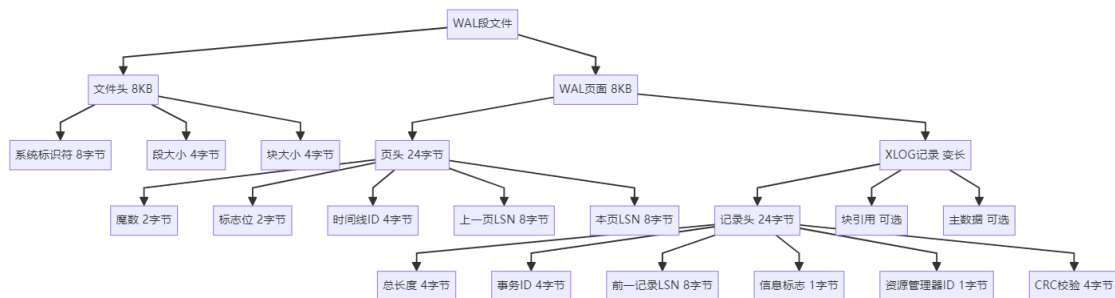 WAL段文件
文件头 8KB
WAL页面 8KB
系统标识符 8字节
段大小 4字节
块大小 4字节
页头 24字节
XLOG记录 变长
魔数 2字节
标志位 2字节
时间线ID 4字节
上一页LSN 8字节
本页LSN 8字节
记录头 24字节
块引用 可选
主数据 可选
总长度 4字节
事务ID 4字节
前一记录LSN 8字节
信息标志 1字节
资源管理器ID 1字节
CRC校验 4字节